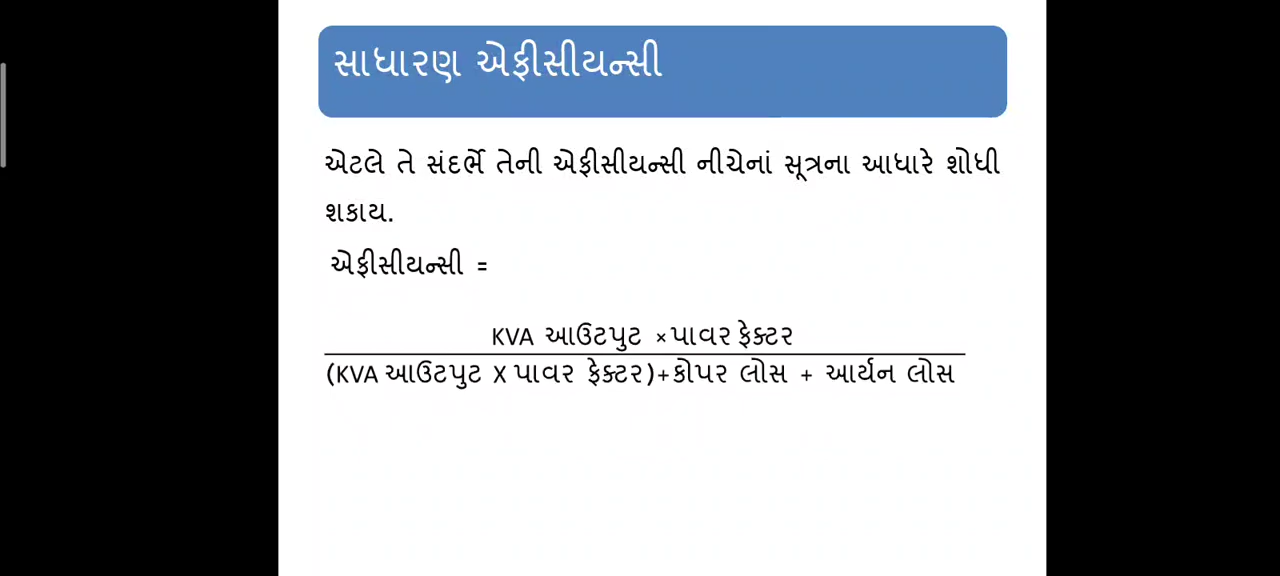 સાધારણ એફીસીયન્સી
એટલે તે સંદર્ભે તેની એફીસીયન્સી નીચેનાં સૂત્રના આધારે શોધી
શકાય.
એફીસીયન્સી =
KVA આઉટપુટ ×પાવર ફેક્ટર
(KVA આઉટપુટ X પાવર ફેક્ટર)+કોપર લોસ + આર્યન લોસ